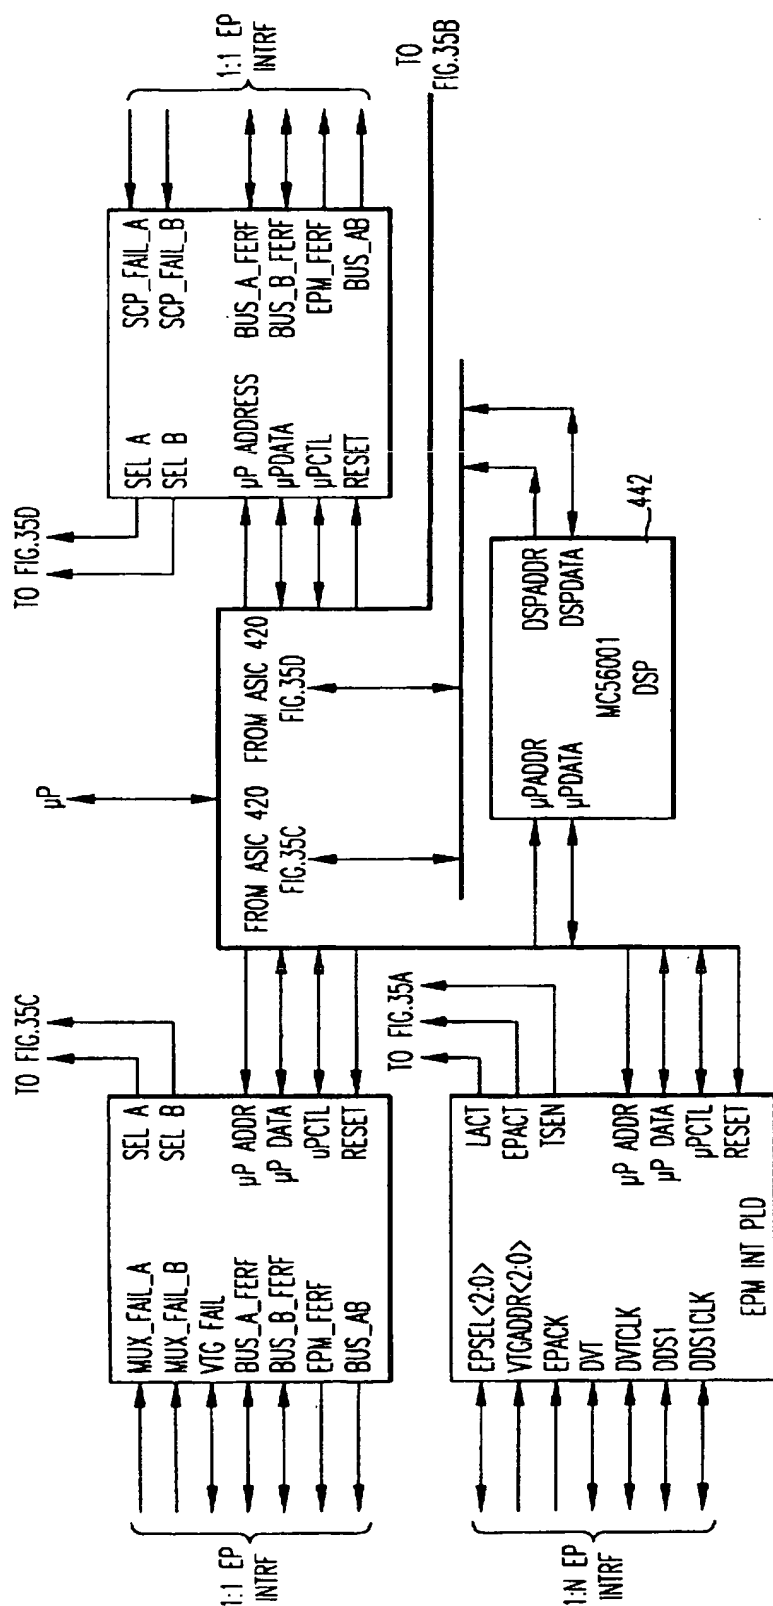 1:1 EP
INTRF
MUX_FAIL_A
MUX_FAIL_B
VTG FAIL
BUS_A_FERF
BUS_B_FERF
EPM_FERF
BUS_AB
SEL A
SEL B
µP ADDR
µP DATA
uPCTL
RESET
TO FIG.35C
µP
FROM ASIC 420
FIG.35C
FROM ASIC 420
FIG.35D
TO FIG.35D
SEL A
SEL B
µP ADDRESS
µPDATA
µPCTL
RESET
SCP_FAIL_A
SCP_FAIL_B
BUS_A_FERF
BUS_B_FERF
EPM_FERF
BUS_AB
1:1 EP
INTRF
TO
FIG.35B
1:N EP
INTRF
EPSEL<2:0>
VTGADDR<2:0>
EPACK
DVT
DVTCLK
DDS1
DDS1CLK
LACT
EPACT
TSEN
µP ADDR
µP DATA
µPCTL
RESET
EPM INT PLD
TO FIG.35A
µPADDR
µPDATA
DSPADDR
DSPDATA
MC56001
DSP
442